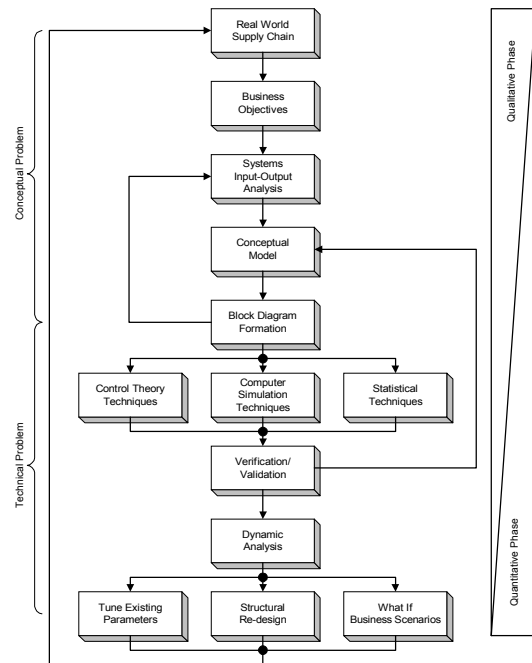 Real World
Supply Chain
Business
Objectives
Systems
Input-Output
Analysis
Conceptual
Model
Block Diagram
Formation
Control Theory
Techniques
Computer
Simulation
Techniques
Statistical
Techniques
Verification/
Validation
Dynamic
Analysis
Tune Existing
Parameters
Structural
Re-design
What If
Business Scenarios
Conceptual Problem
Technical Problem
Qualitative Phase
Quantitative Phase